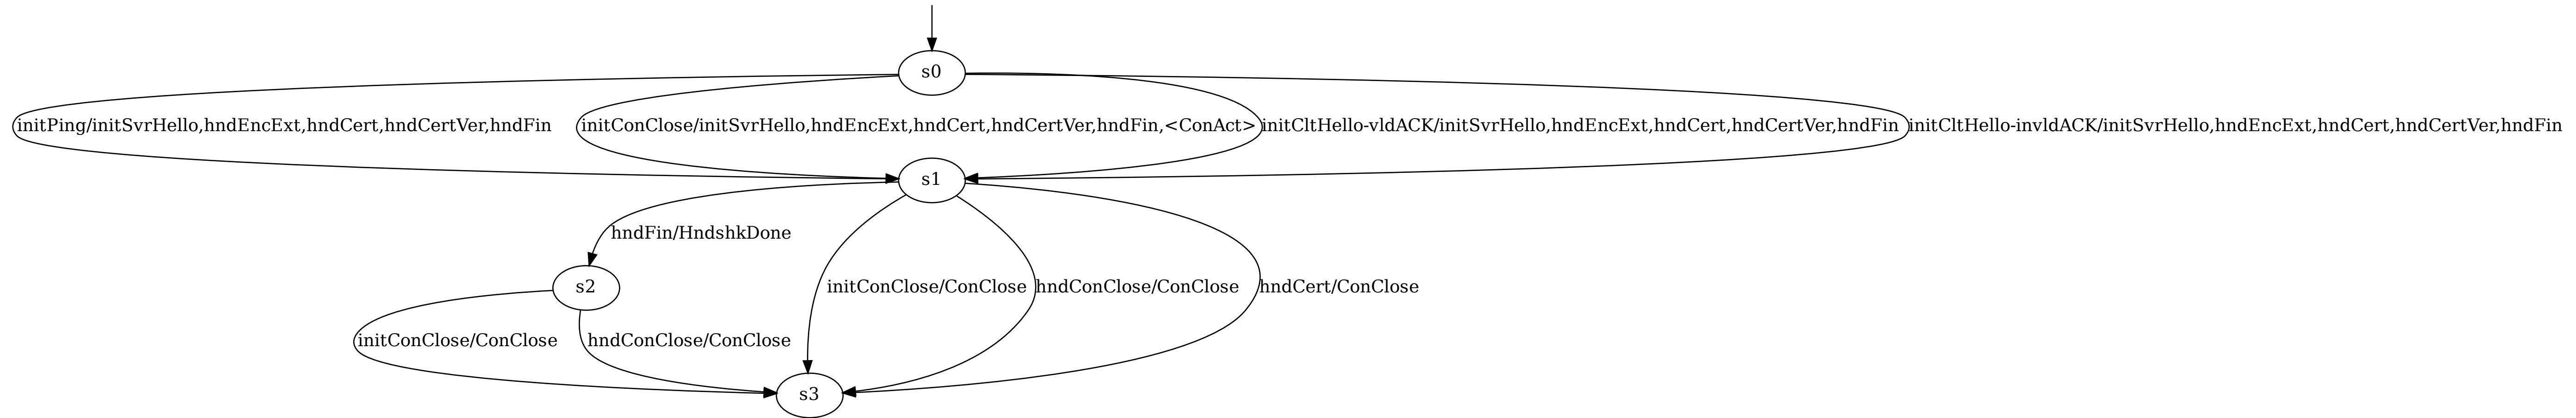 s0
initPing/initSvrHello,hndEncExt,hndCert,hndCertVer,hndFin
initConClose/initSvrHello,hndEncExt,hndCert,hndCertVer,hndFin,<ConAct>
initCltHello-vldACK/initSvrHello,hndEncExt,hndCert,hndCertVer,hndFin
initCltHello-invldACK/initSvrHello,hndEncExt,hndCert,hndCertVer,hndFin
s1
hndFin/HndshkDone
s2
initConClose/ConClose
hndConClose/ConClose
hndCert/ConClose
initConClose/ConClose
hndConClose/ConClose
s3